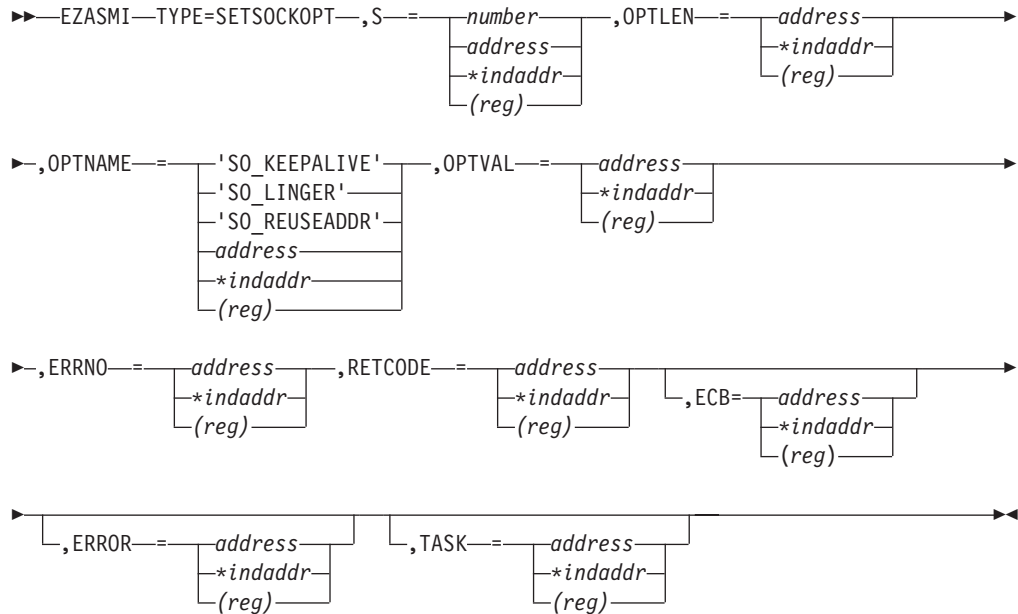 EZASMI TYPE=SETSOCKOPT ,S = number ,OPTLEN = address
address *indaddr
*indaddr (reg)
(reg)
,OPTNAME = 'SO_KEEPALIVE' ,OPTVAL = address
'SO_LINGER' *indaddr
'SO_REUSEADDR' (reg)
address
*indaddr
(reg)
,ERRNO = address ,RETCODE = address
*indaddr *indaddr ,ECB= address
(reg) (reg) *indaddr
(reg)
,ERROR = address ,TASK = address
*indaddr *indaddr
(reg) (reg)